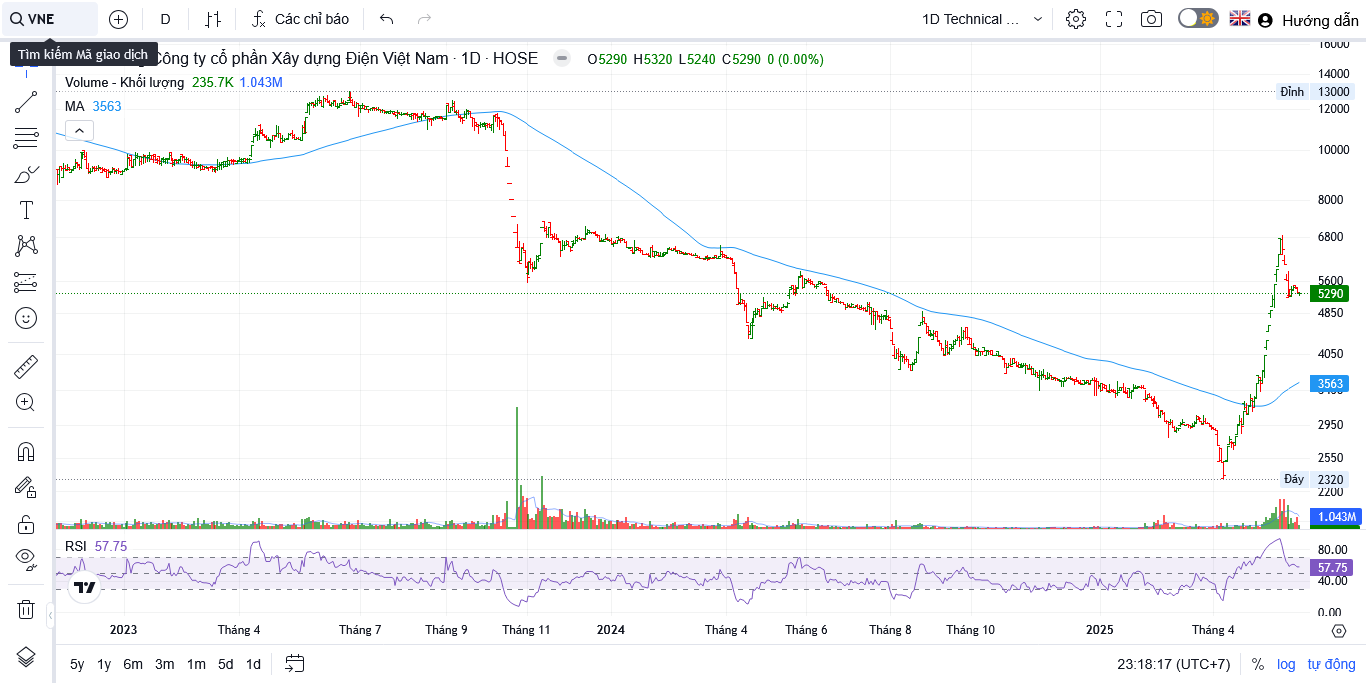 VNE
D
Các chỉ báo
1D Technical ...
Hướng dẫn
Tìm kiếm Mã giao dịch
Công ty cổ phần Xây dựng Điện Việt Nam · 1D · HOSE
O5290 H5320 L5240 C5290 0 (0.00%)
Volume - Khối lượng 235.7K 1.043M
MA 3563
16000
14000
Đỉnh 13000
12000
10000
8000
6800
5600
5290
4850
4050
3563
2950
2550
Đáy 2320
2200
1.043M
RSI 57.75
80.00
57.75
40.00
0.00
2023 Tháng 4 Tháng 7 Tháng 9 Tháng 11 2024 Tháng 4 Tháng 6 Tháng 8 Tháng 10 2025 Tháng 4
5y 1y 6m 3m 1m 5d 1d
23:18:17 (UTC+7) % log tự động